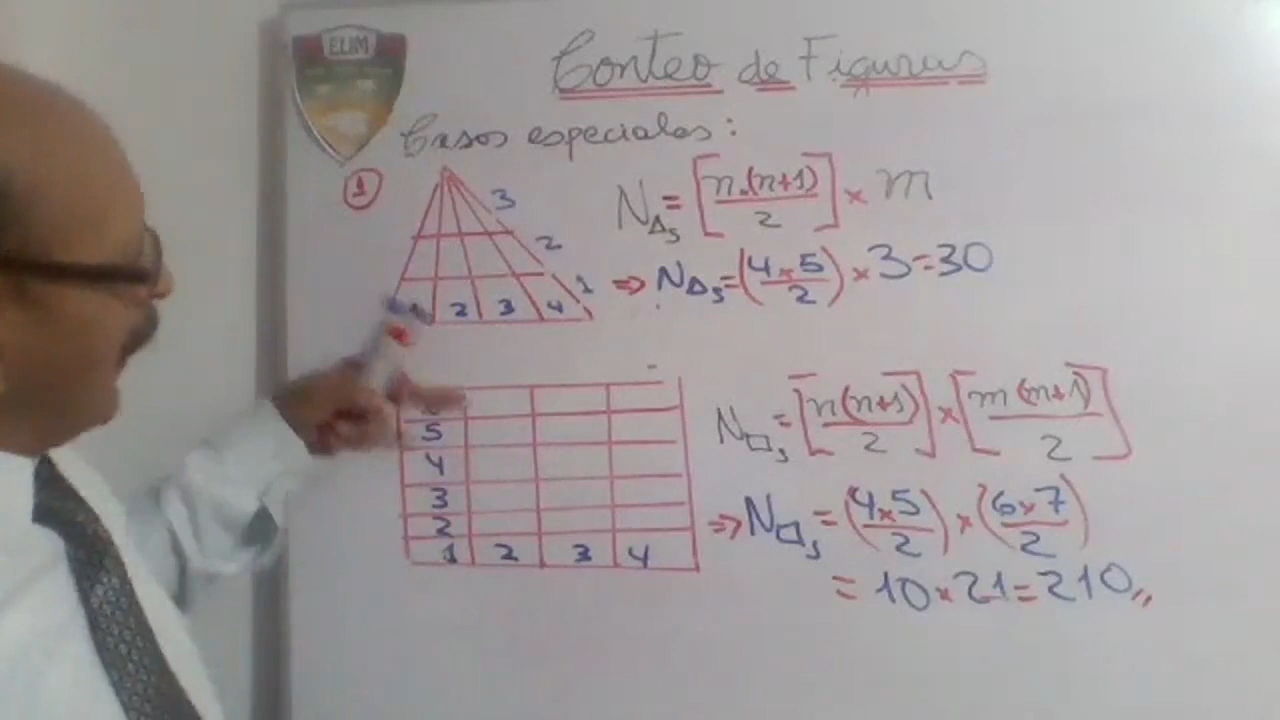 ELIM
Conteo de Figuras
Casos especiales:
1
3
2
1
1 2 3 4
N△s = [n.(n+1)/2] × m
⇒ N△s = (4×5/2) × 3 = 30
5
4
3
2
1 2 3 4
N□s = [n(n+1)/2] × [m(m+1)/2]
⇒ N□s = (4×5/2) × (6×7/2)
= 10 × 21 = 210,,